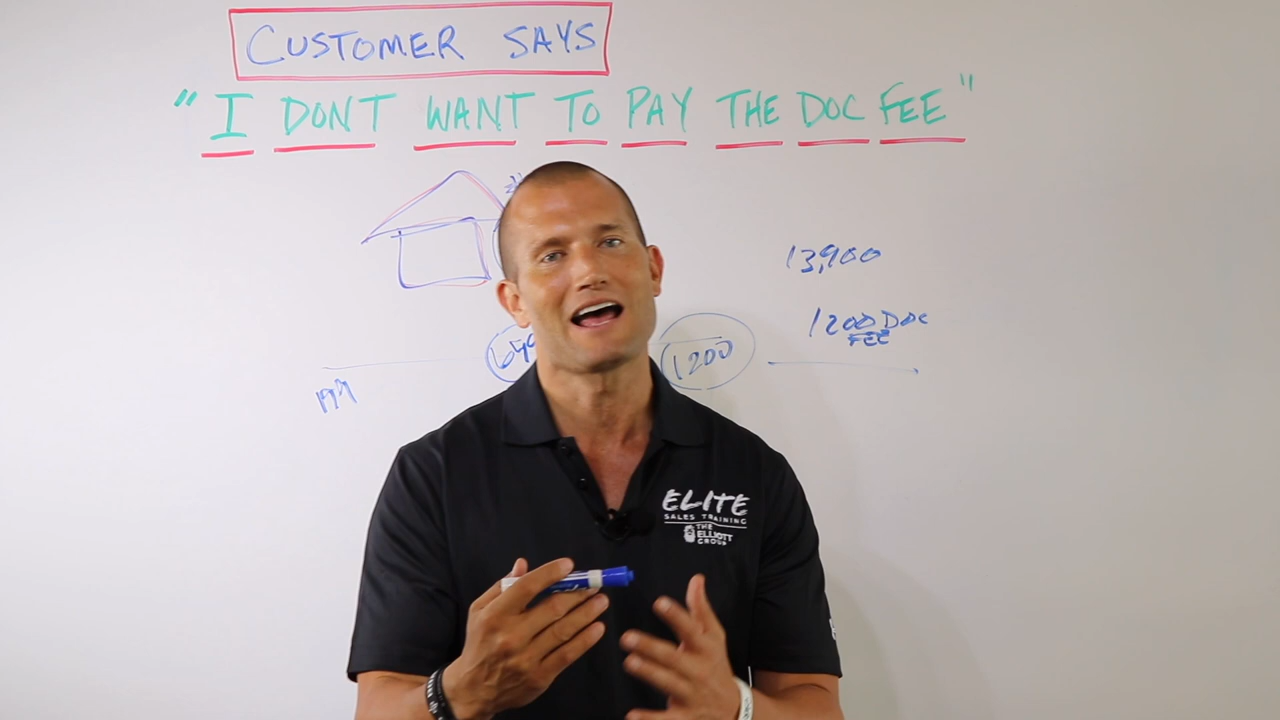 CUSTOMER SAYS
"I DONT WANT TO PAY THE DOC FEE"
13,900
1200 DOC
FEE
1200
ELITE
SALES TRAINING
THE
ELLIOTT
GROUP